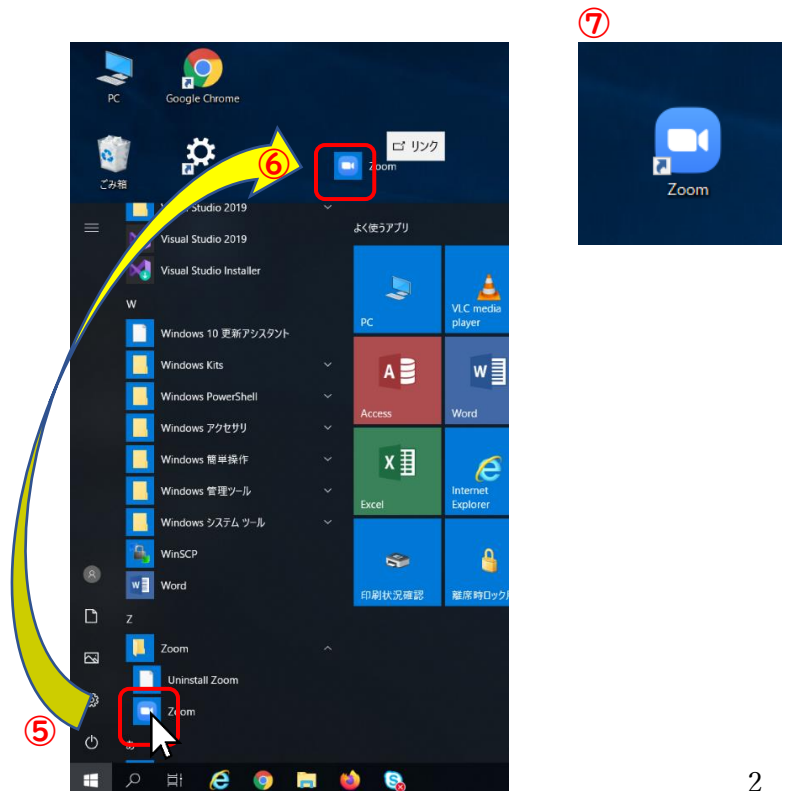 ⑦
PC
Google Chrome
Zoom
⑥
リンク
Zoom
ごみ箱
Visual Studio 2019
よく使うアプリ
Visual Studio 2019
Visual Studio Installer
W
PC
VLC media
player
Windows 10 更新アシスタント
Windows Kits
Windows PowerShell
Access
Word
Windows アクセサリ
Windows 簡単操作
Windows 管理ツール
Excel
Internet
Explorer
Windows システム ツール
WinSCP
Word
印刷状況確認
離席時ロック
Z
Zoom
Uninstall Zoom
Zoom
⑤
あ
2